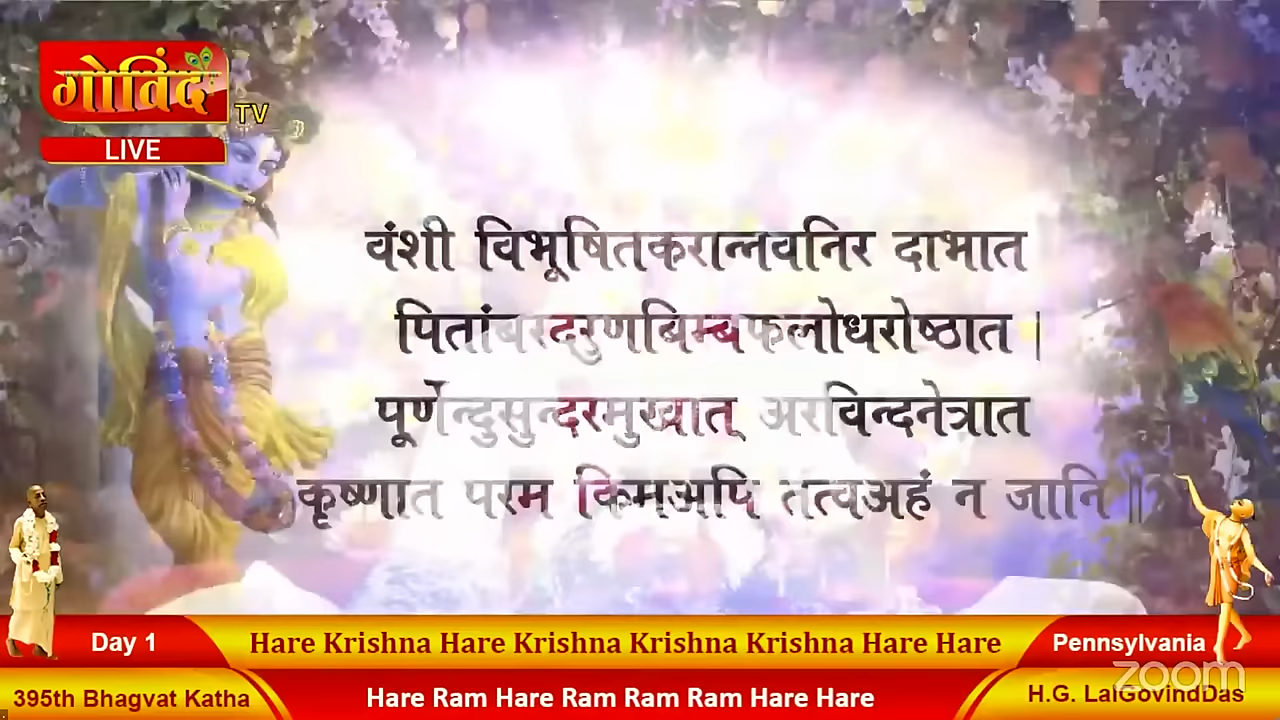 गोविंद
TV
LIVE
वंशी विभूषितकरान्नवनिर दाभात
पितांबरदरुणबिम्बफलोधरोष्ठात |
पूर्णेन्दुसुन्दरमुखात् अरविन्दनेत्रात
कृष्णात परम किमअपि तत्वअहं न जानि ॥
Day 1
Hare Krishna Hare Krishna Krishna Krishna Hare Hare
Pennsylvania
zoom
395th Bhagvat Katha
Hare Ram Hare Ram Ram Ram Hare Hare
H.G. LalGovindDas